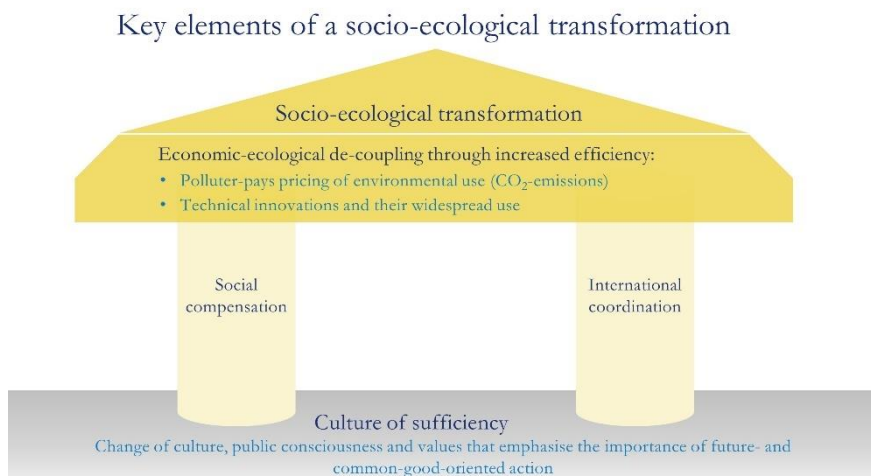 Key elements of a socio-ecological transformation
Socio-ecological transformation
Economic-ecological de-coupling through increased efficiency:
• Polluter-pays pricing of environmental use (CO₂-emissions)
• Technical innovations and their widespread use
Social
compensation
International
coordination
Culture of sufficiency
Change of culture, public consciousness and values that emphasise the importance of future- and
common-good-oriented action